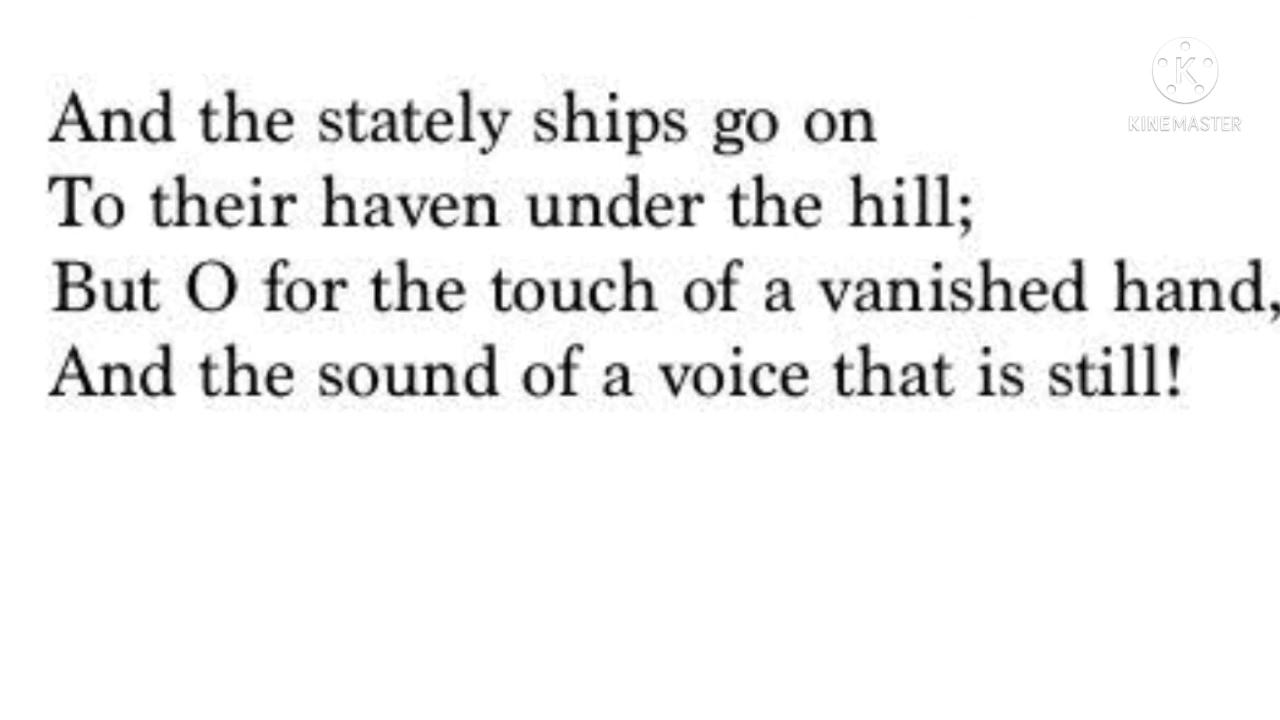 K
KINEMASTER
And the stately ships go on
To their haven under the hill;
But O for the touch of a vanished hand,
And the sound of a voice that is still!